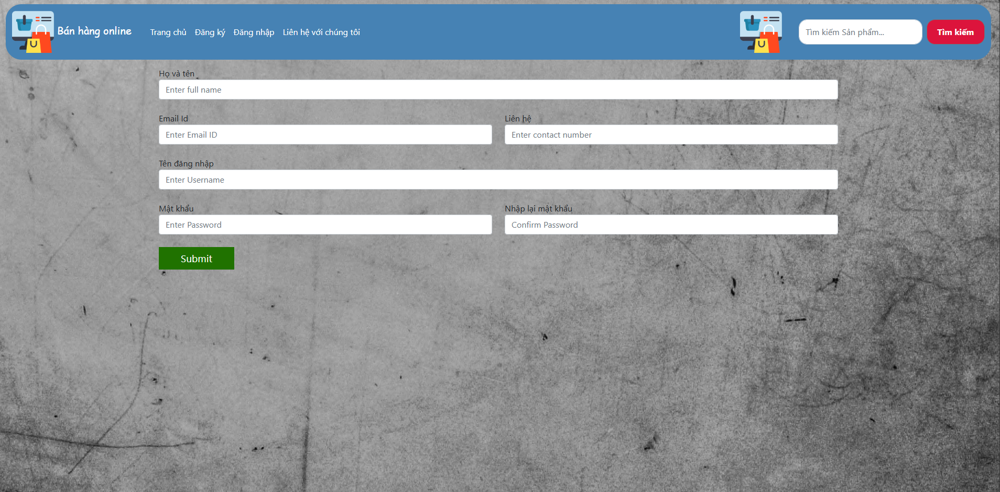 Bán hàng online Trang chủ Đăng ký Đăng nhập Liên hệ với chúng tôi Tìm kiếm Sản phẩm... Tìm kiếm
Họ và tên
Enter full name
Email Id Liên hệ
Enter Email ID Enter contact number
Tên đăng nhập
Enter Username
Mật khẩu Nhập lại mật khẩu
Enter Password Confirm Password
Submit